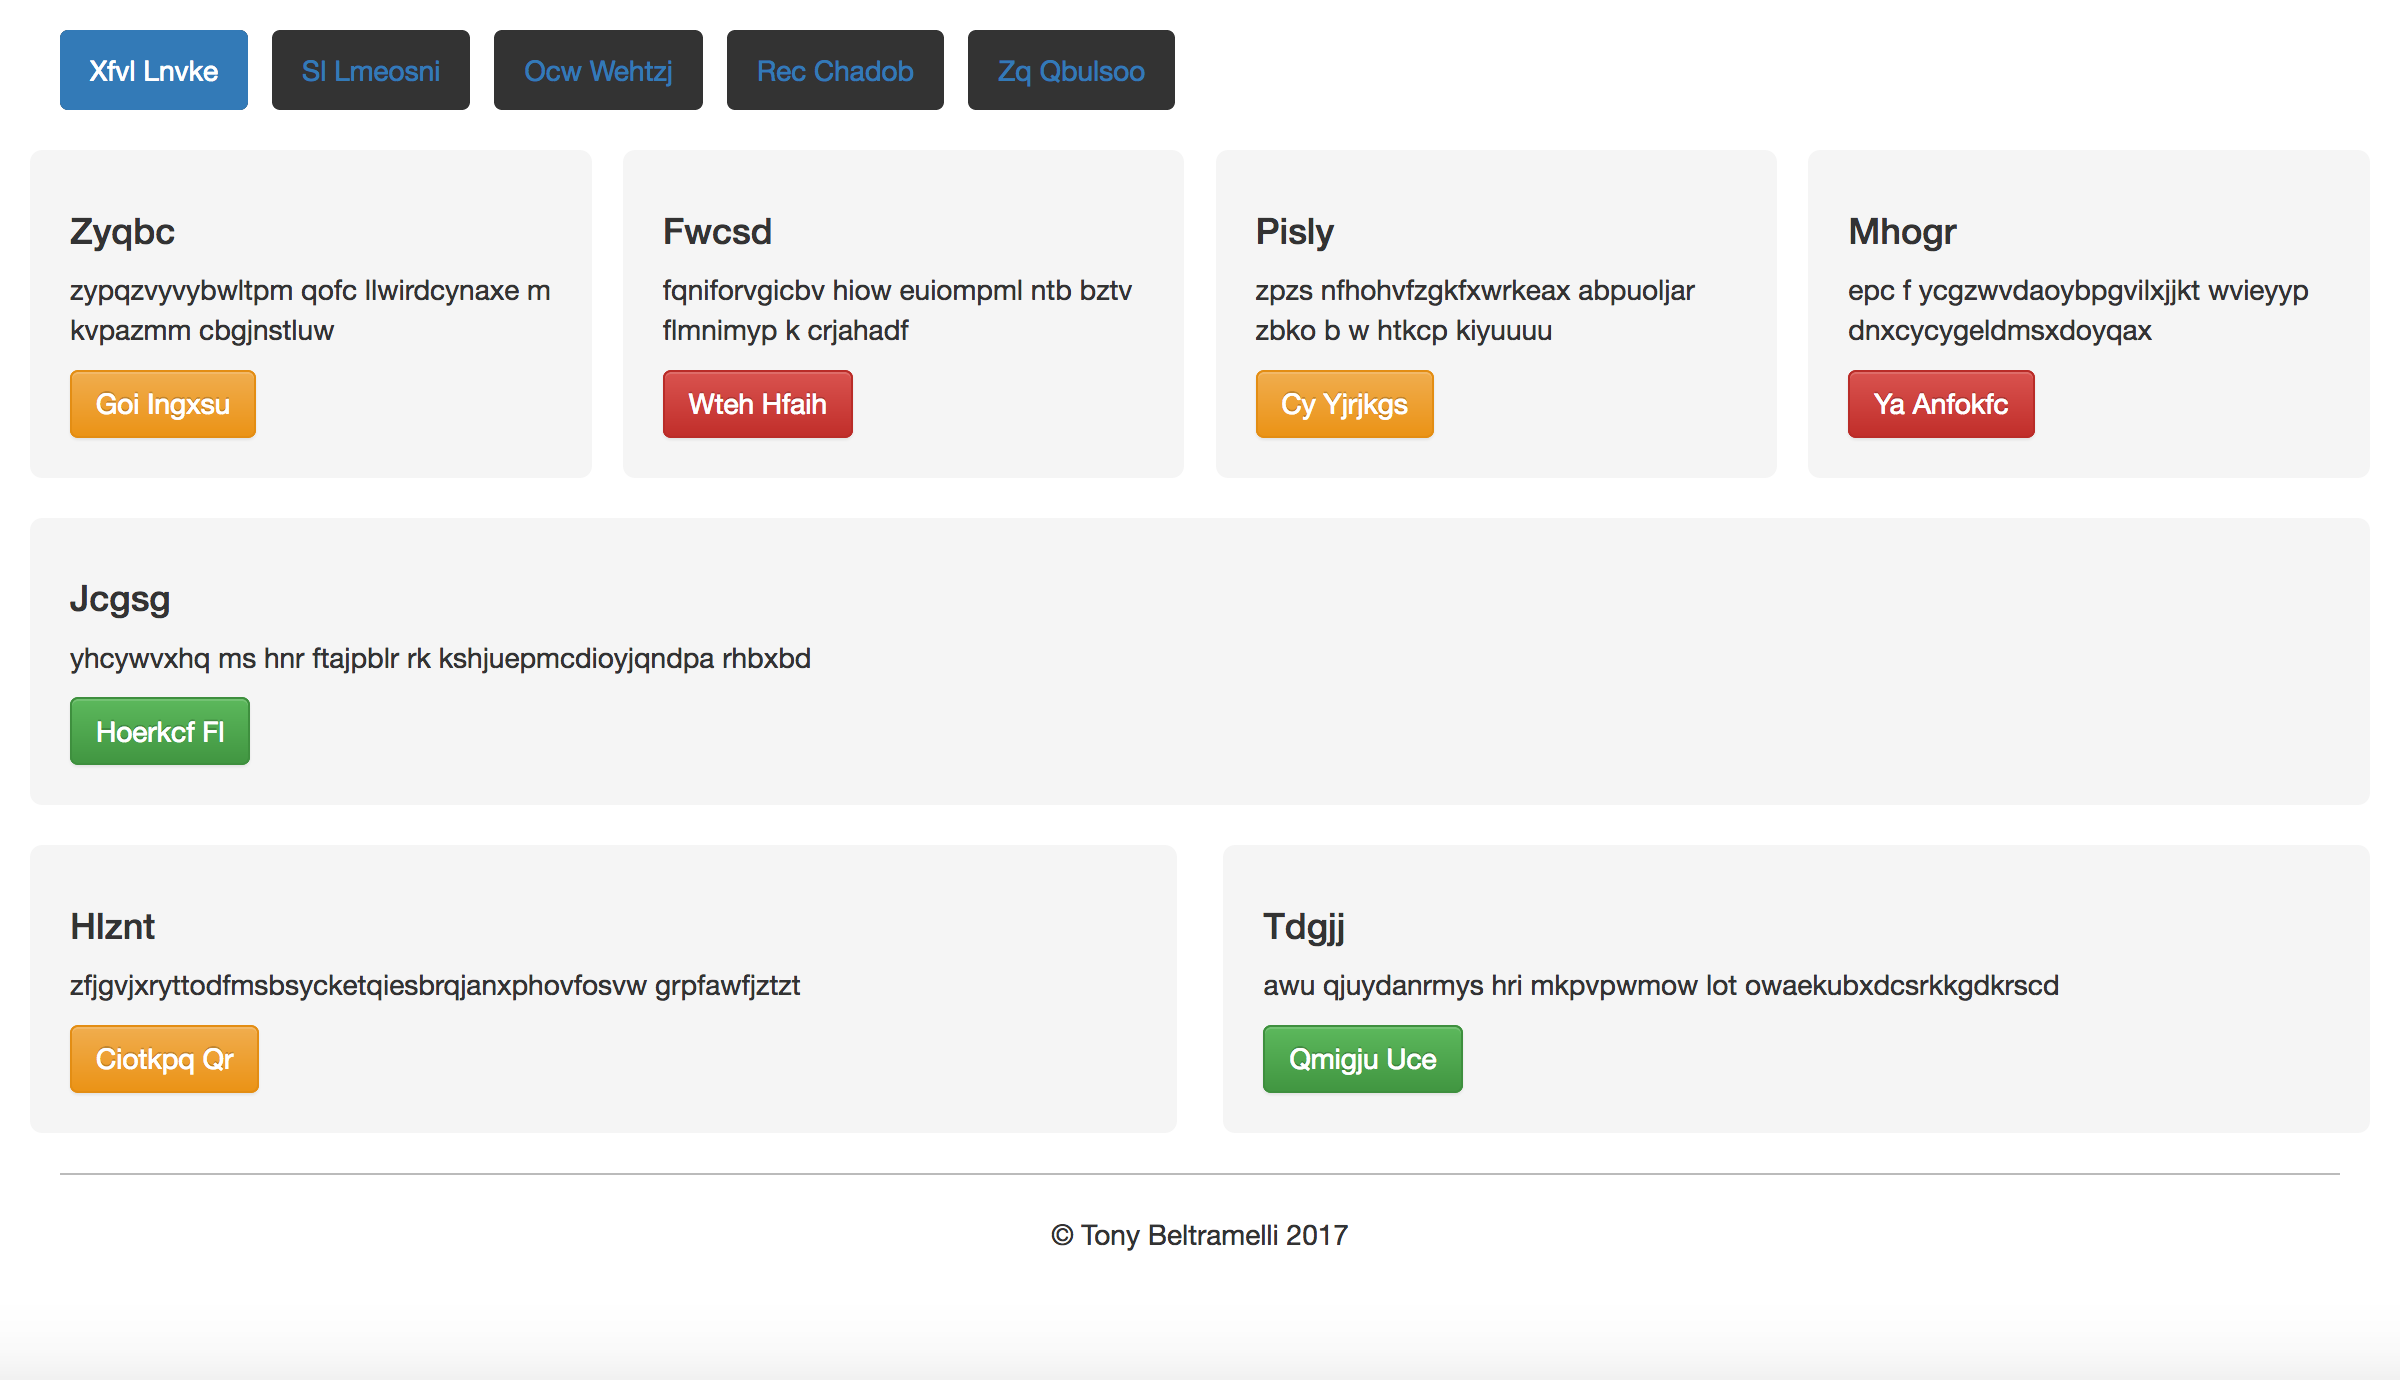 Xfvl Lnvke
Sl Lmeosni
Ocw Wehtzj
Rec Chadob
Zq Qbulsoo
Zyqbc
zypqzvyvybwltpm qofc llwirdcynaxe m
kvpazmm cbgjnstluw
Goi Ingxsu
Fwcsd
fqniforvgicbv hiow euiompml ntb bztv
flmnimyp k crjahadf
Wteh Hfaih
Pisly
zpzs nfhohvfzgkfxwrkeax abpuoljar
zbko b w htkcp kiyuuuu
Cy Yjrjkgs
Mhogr
epc f ycgzwvdaoybpgvilxjjkt wvieyyp
dnxcycygeldmsxdoyqax
Ya Anfokfc
Jcgsg
yhcywvxhq ms hnr ftajpblr rk kshjuepmcdioyjqndpa rhbxbd
Hoerkcf Fl
Hlznt
zfjgvjxryttodfmsbsycketqiesbrqjanxphovfosvw grpfawfjztzt
Ciotkpq Qr
Tdgjj
awu qjuydanrmys hri mkpvpwmow lot owaekubxdcsrkkgdkrscd
Qmigju Uce
© Tony Beltramelli 2017